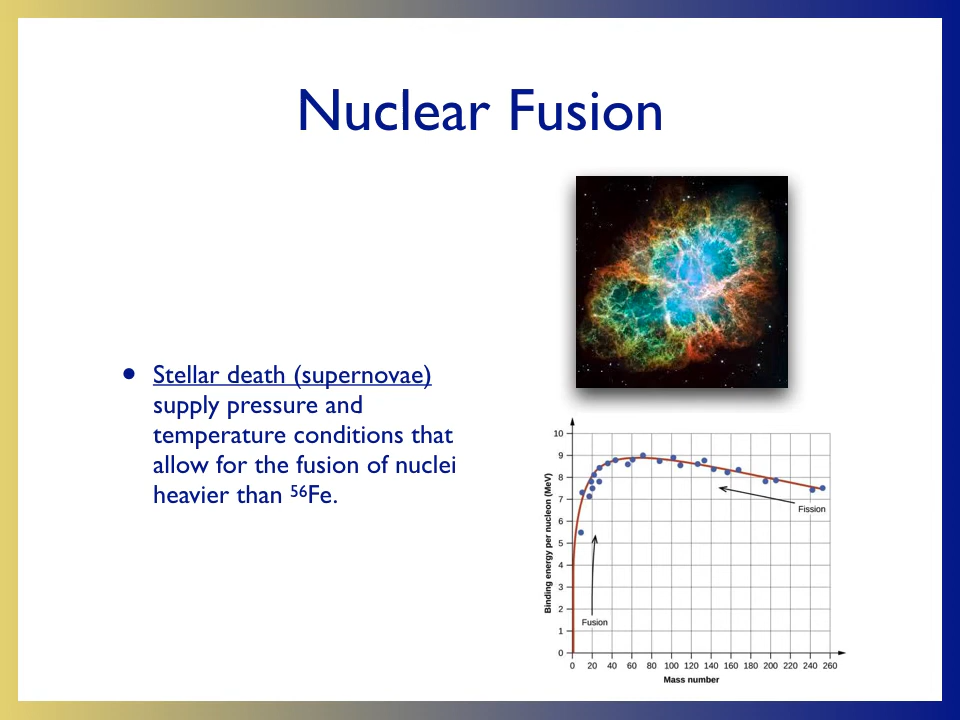 Nuclear Fusion
• Stellar death (supernovae)
supply pressure and
temperature conditions that
allow for the fusion of nuclei
heavier than ⁵⁶Fe.
10
9
8
7
6
5
4
3
2
1
0
Binding energy per nucleon (MeV)
Fission
Fusion
0 20 40 60 80 100 120 140 160 180 200 220 240 260
Mass number